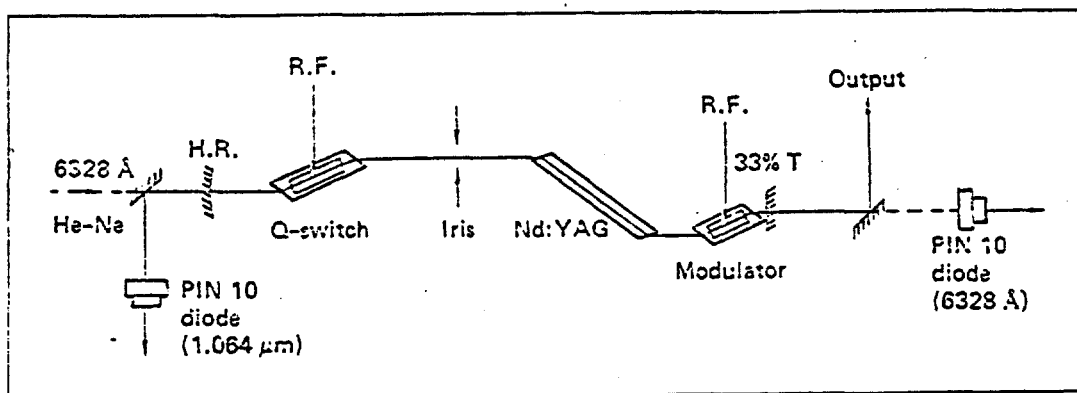 R.F.
Output
R.F.
H.R.
6328 Å
33% T
He-Ne
Q-switch
Iris
Nd:YAG
Modulator
PIN 10
diode
(6328 Å)
PIN 10
diode
(1.064 µm)